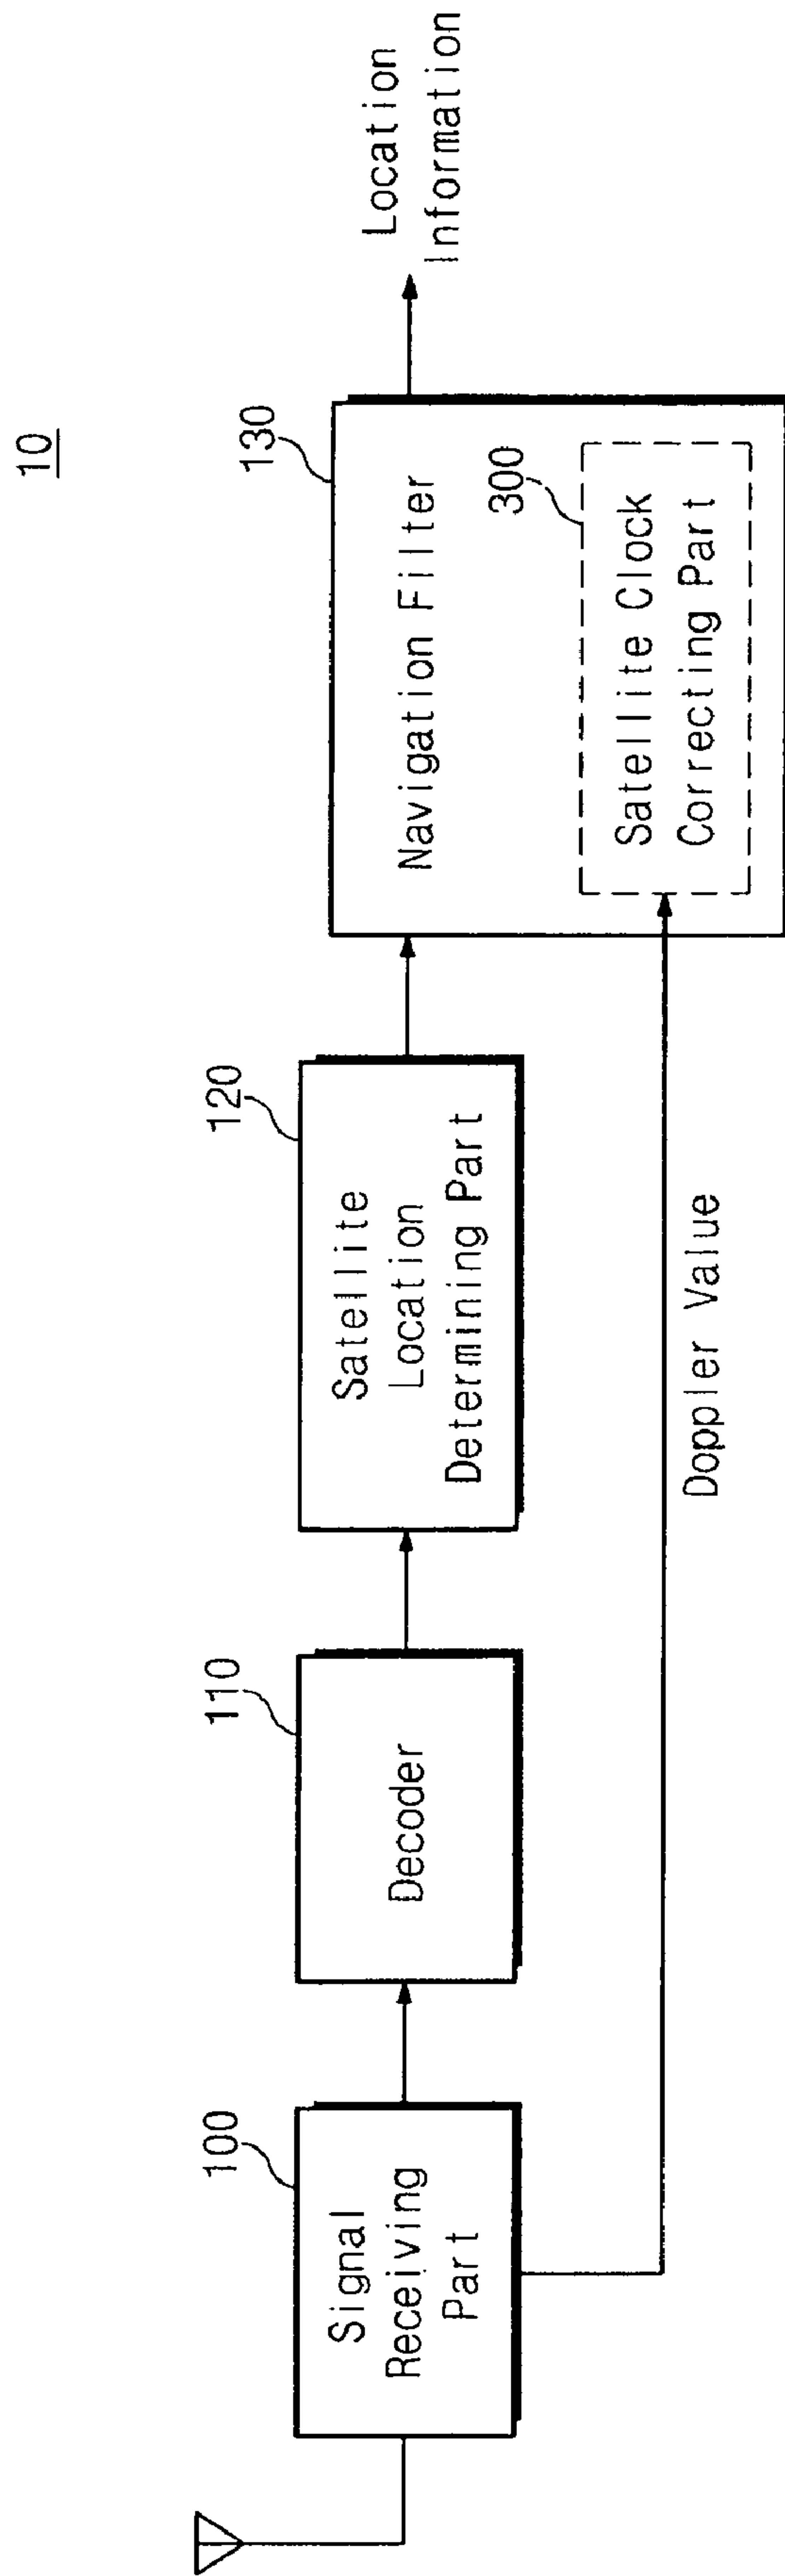 10
100
Signal
Receiving
Part
110
Decoder
120
Satellite
Location
Determining Part
130
Navigation Filter
300
Satellite Clock
Correcting Part
Location
Information
Doppler Value